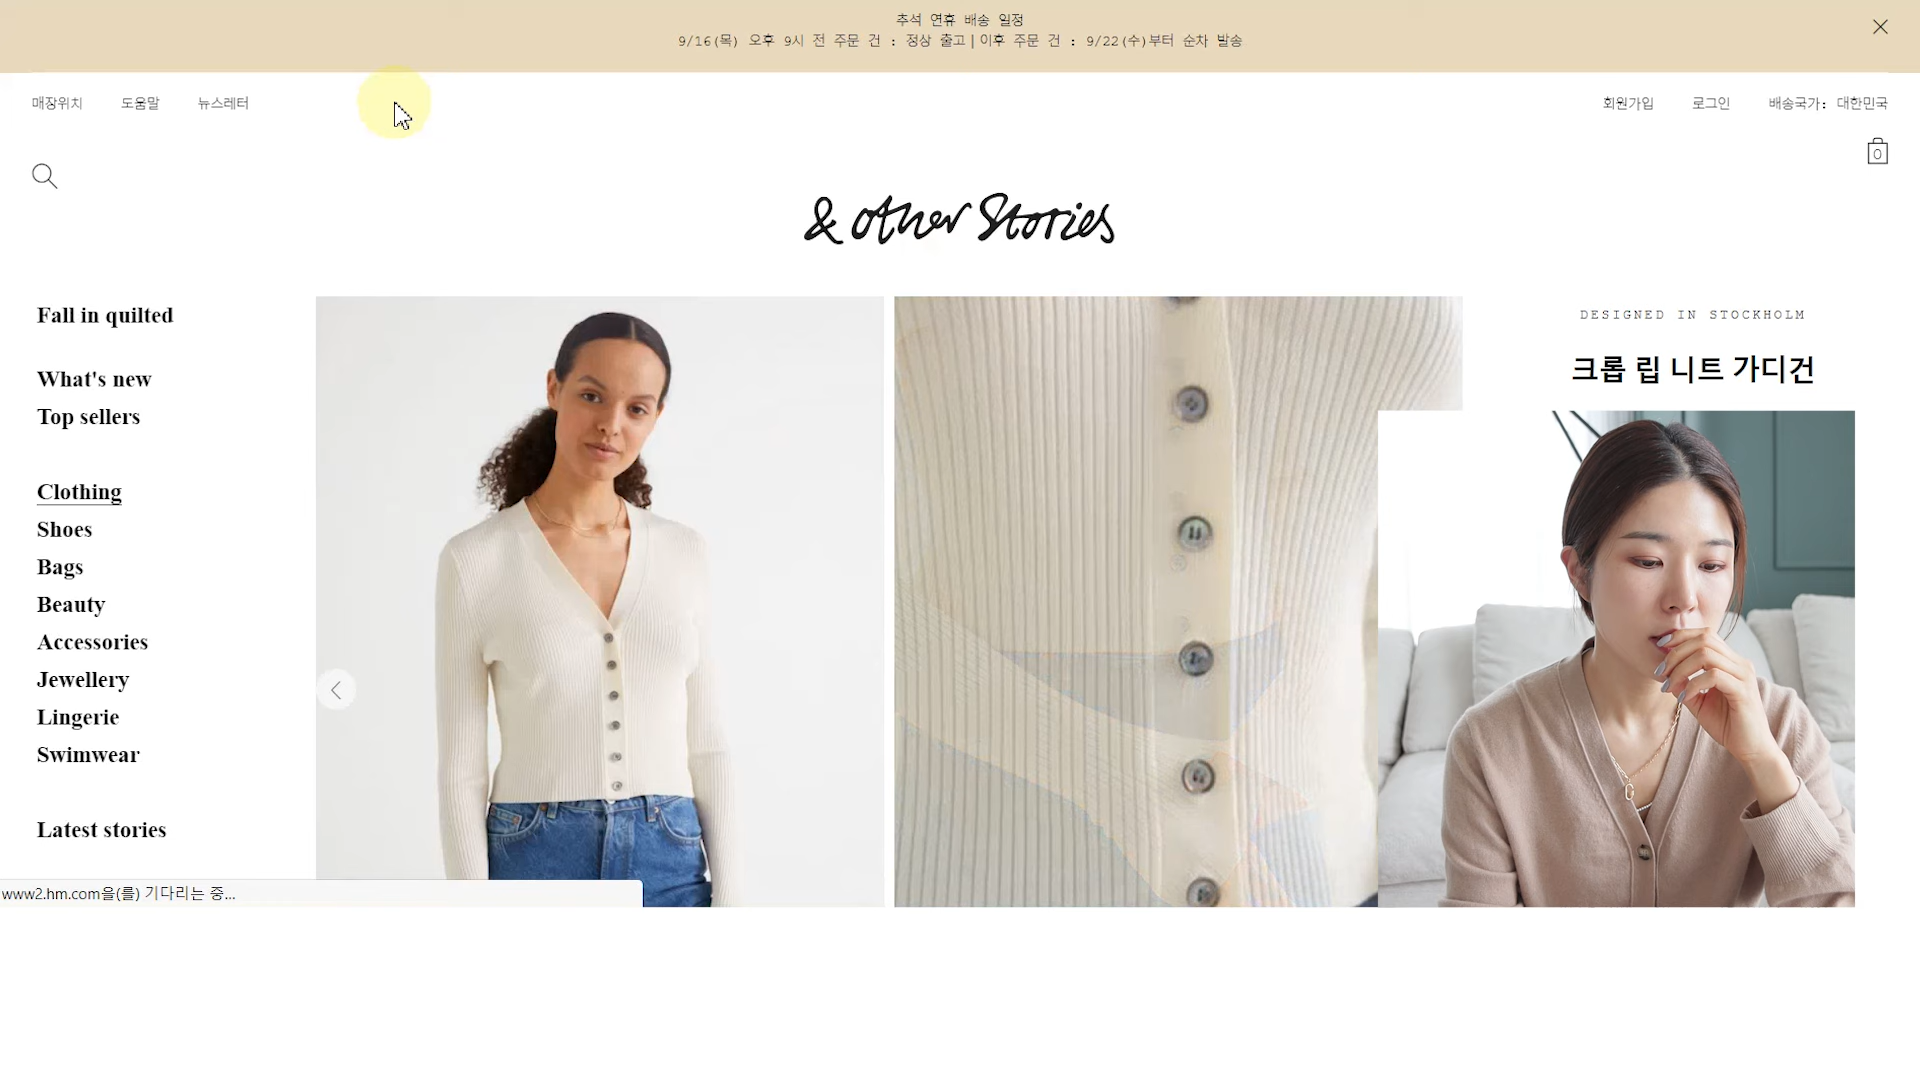 추석 연휴 배송 일정
9/16(목) 오후 9시 전 주문 건 : 정상 출고 | 이후 주문 건 : 9/22(수)부터 순차 발송
매장위치 도움말 뉴스레터
회원가입 로그인 배송국가: 대한민국
0
& other Stories
Fall in quilted
What's new
Top sellers
Clothing
Shoes
Bags
Beauty
Accessories
Jewellery
Lingerie
Swimwear
Latest stories
DESIGNED IN STOCKHOLM
크롭 립 니트 가디건
www2.hm.com을(를) 기다리는 중...